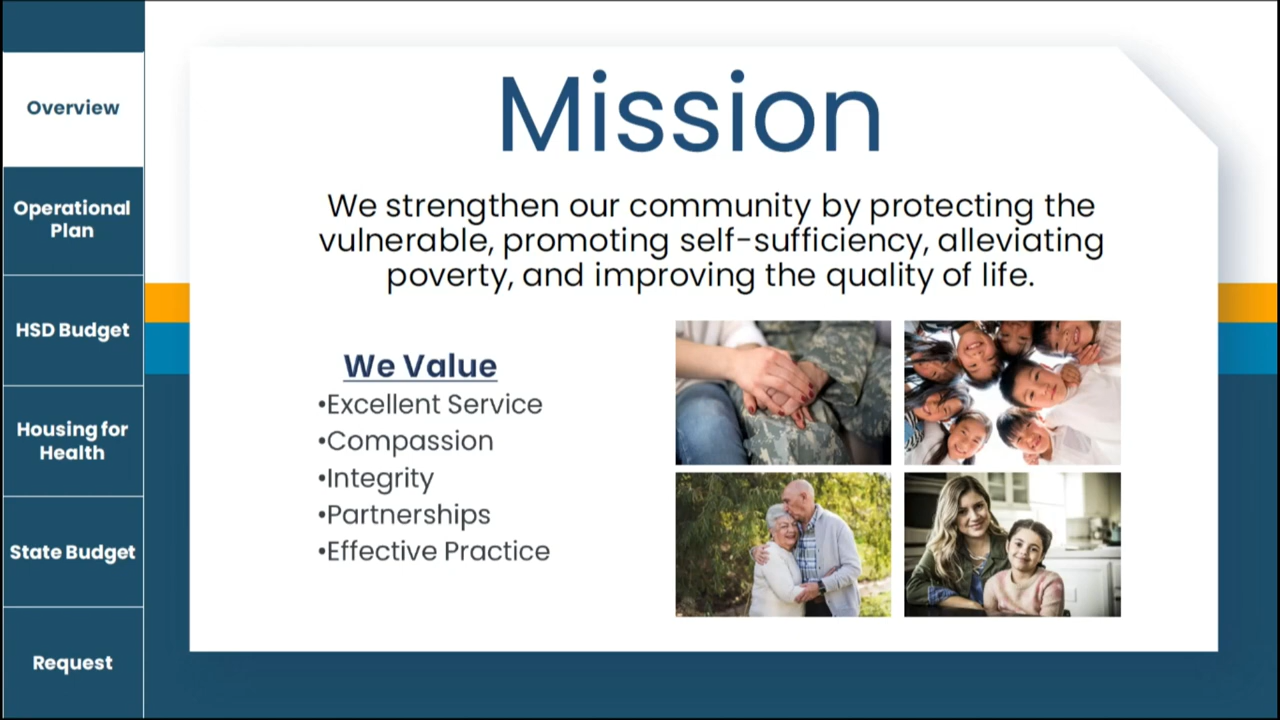 Overview
Operational
Plan
HSD Budget
Housing for
Health
State Budget
Request
Mission
We strengthen our community by protecting the
vulnerable, promoting self-sufficiency, alleviating
poverty, and improving the quality of life.
We Value
•Excellent Service
•Compassion
•Integrity
•Partnerships
•Effective Practice